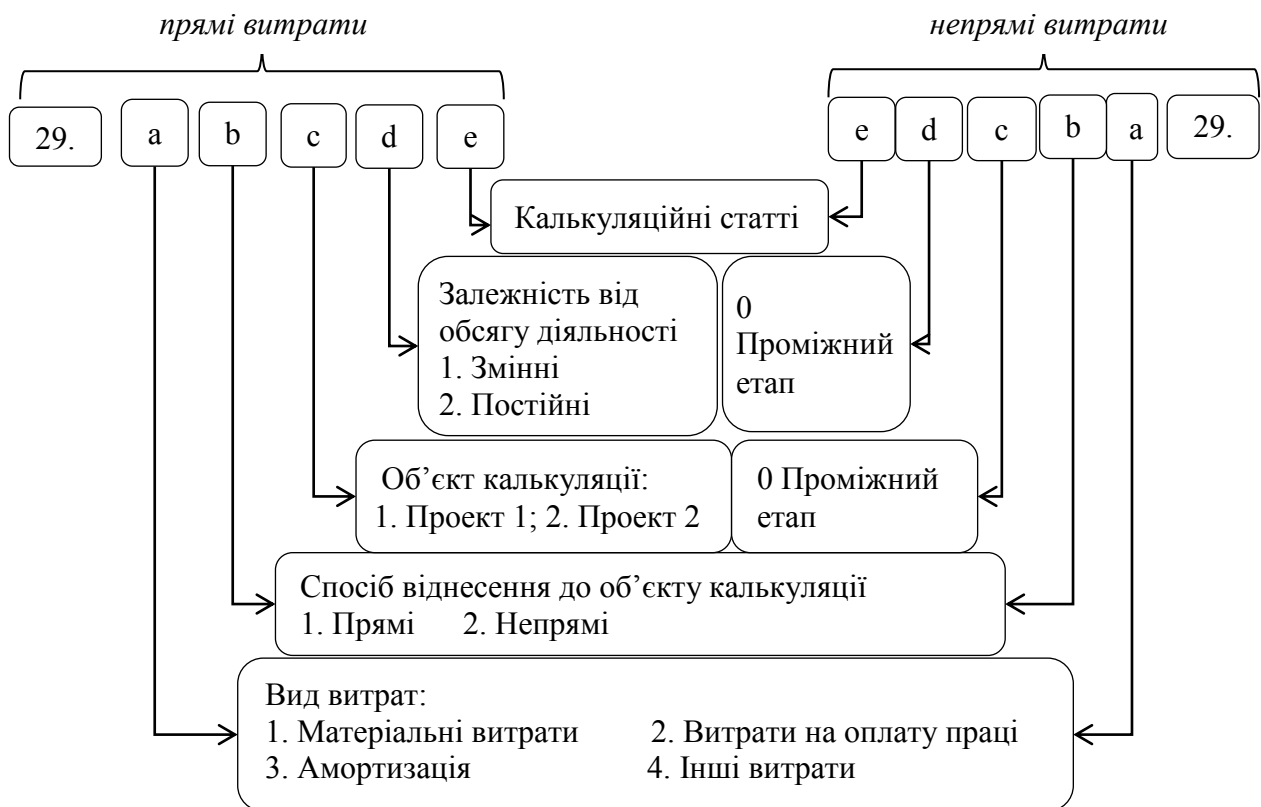 прямі витрати
непрямі витрати
29. a b c d e
e d c b a 29.
Калькуляційні статті
Залежність від
обсягу діяльності
1. Змінні
2. Постійні
0
Проміжний
етап
Об’єкт калькуляції:
1. Проект 1; 2. Проект 2
0 Проміжний
етап
Спосіб віднесення до об’єкту калькуляції
1. Прямі 2. Непрямі
Вид витрат:
1. Матеріальні витрати 2. Витрати на оплату праці
3. Амортизація 4. Інші витрати